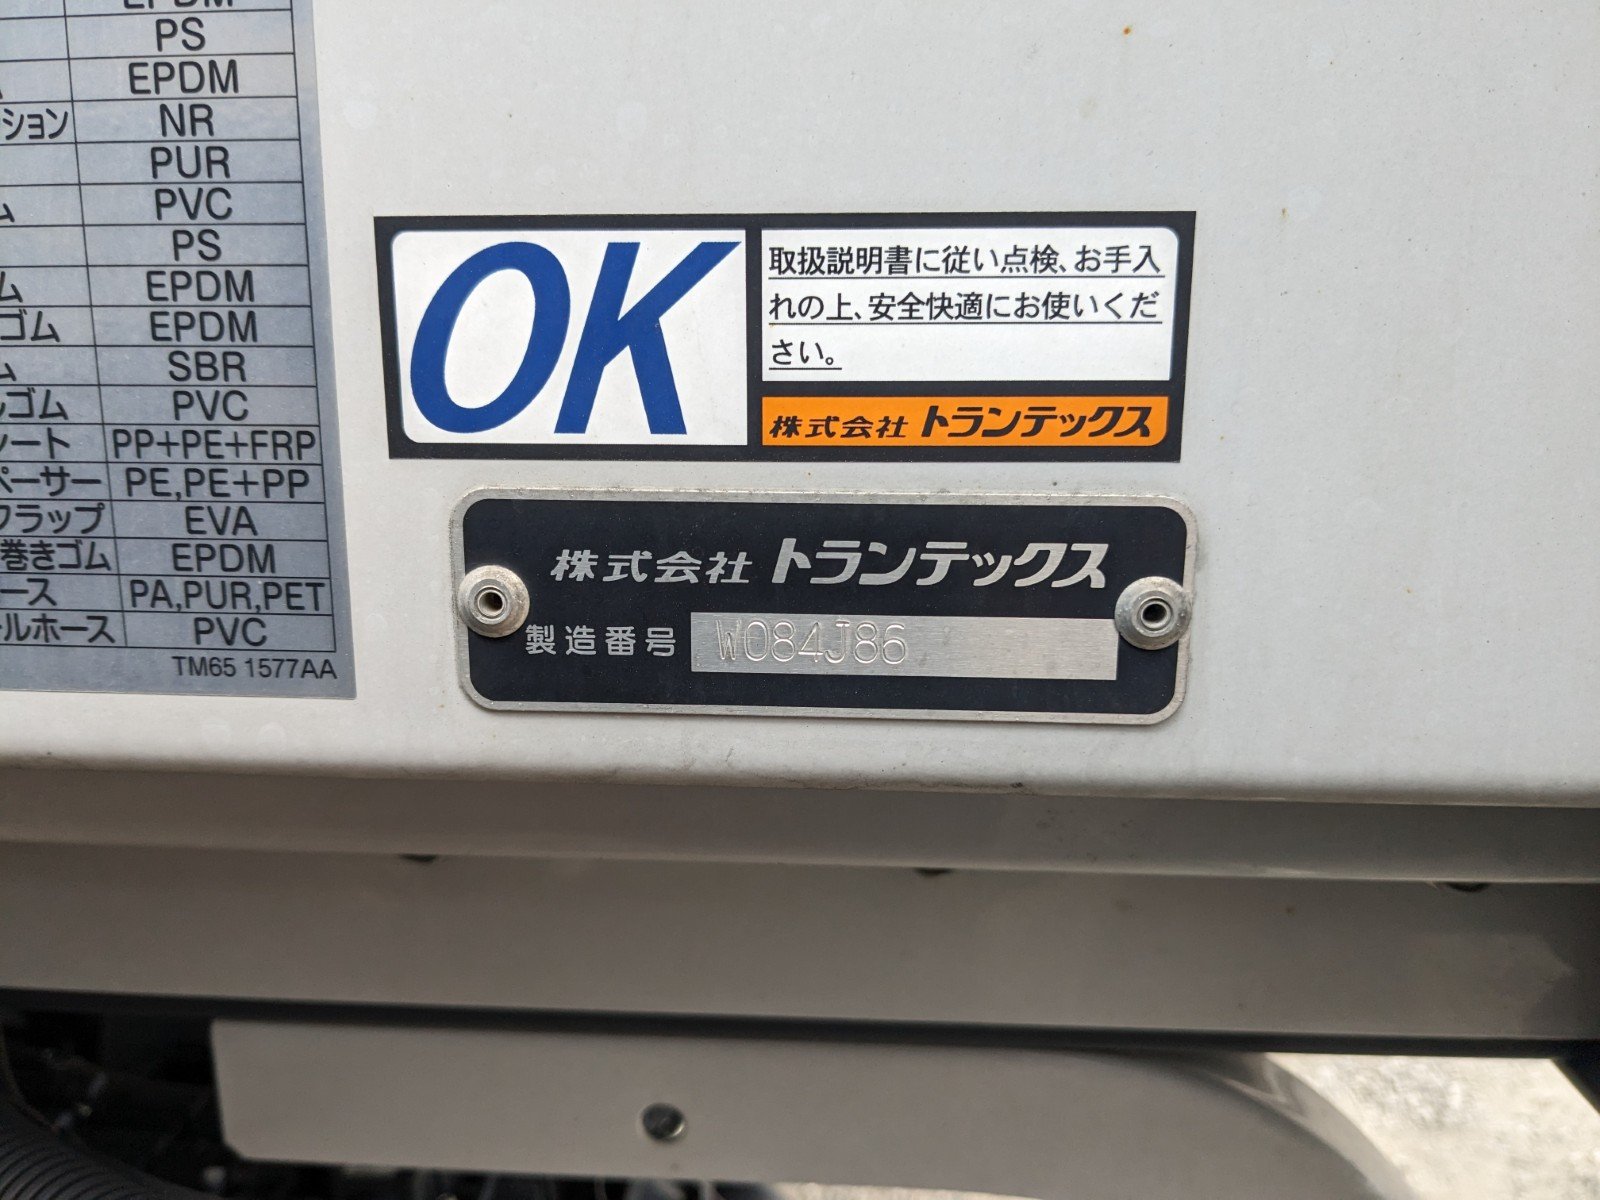 EPDM
PS
EPDM
ション NR
PUR
ム PVC
PS
ム EPDM
ゴム EPDM
ム SBR
ルゴム PVC
シート PP+PE+FRP
ペーサー PE,PE+PP
フラップ EVA
巻きゴム EPDM
ース PA,PUR,PET
ールホース PVC
TM65 1577AA
OK
取扱説明書に従い点検、お手入
れの上、安全快適にお使いくだ
さい。
株式会社 トランテックス
株式会社 トランテックス
製造番号 W084J86